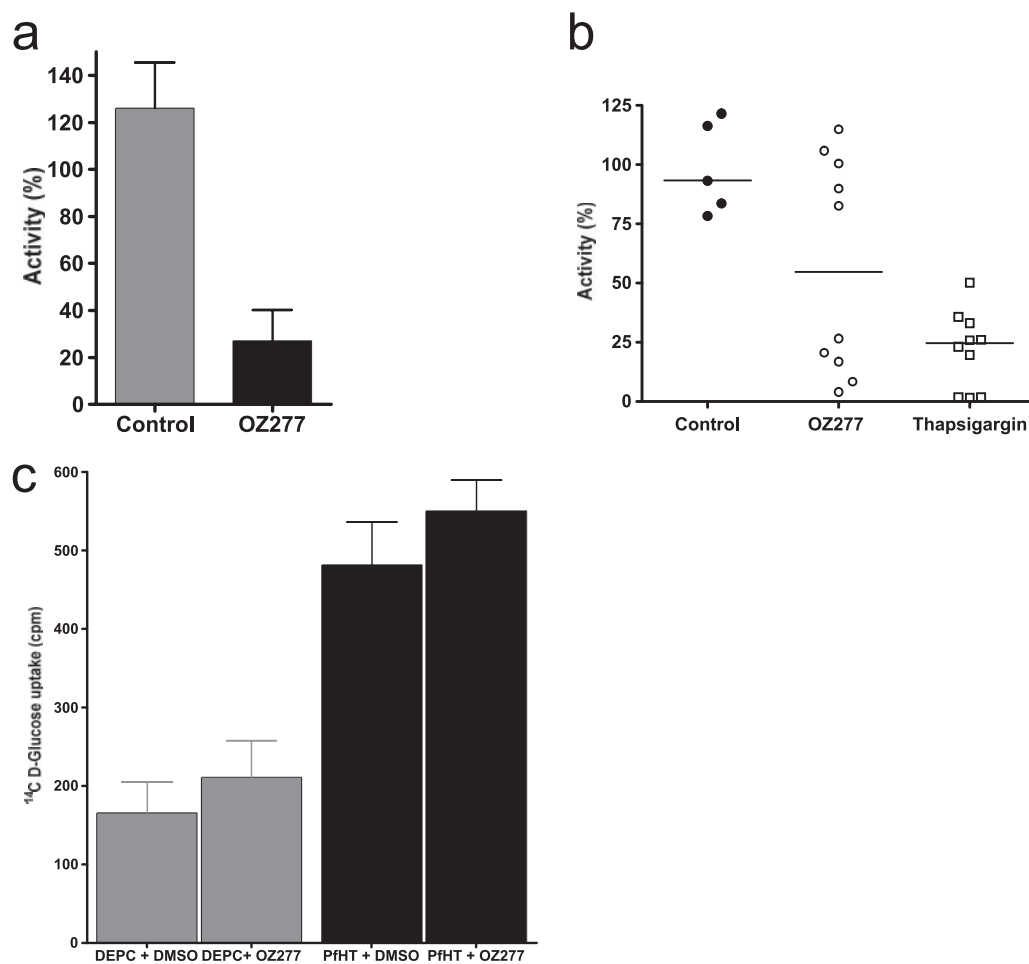 a
Activity (%)
140
120
100
80
60
40
20
0
Control OZ277
b
Activity (%)
125
100
75
50
25
0
Control OZ277 Thapsigargin
c
¹⁴C D-Glucose uptake (cpm)
600
500
400
300
200
100
0
DEPC + DMSO DEPC+ OZ277 PfHT + DMSO PfHT + OZ277